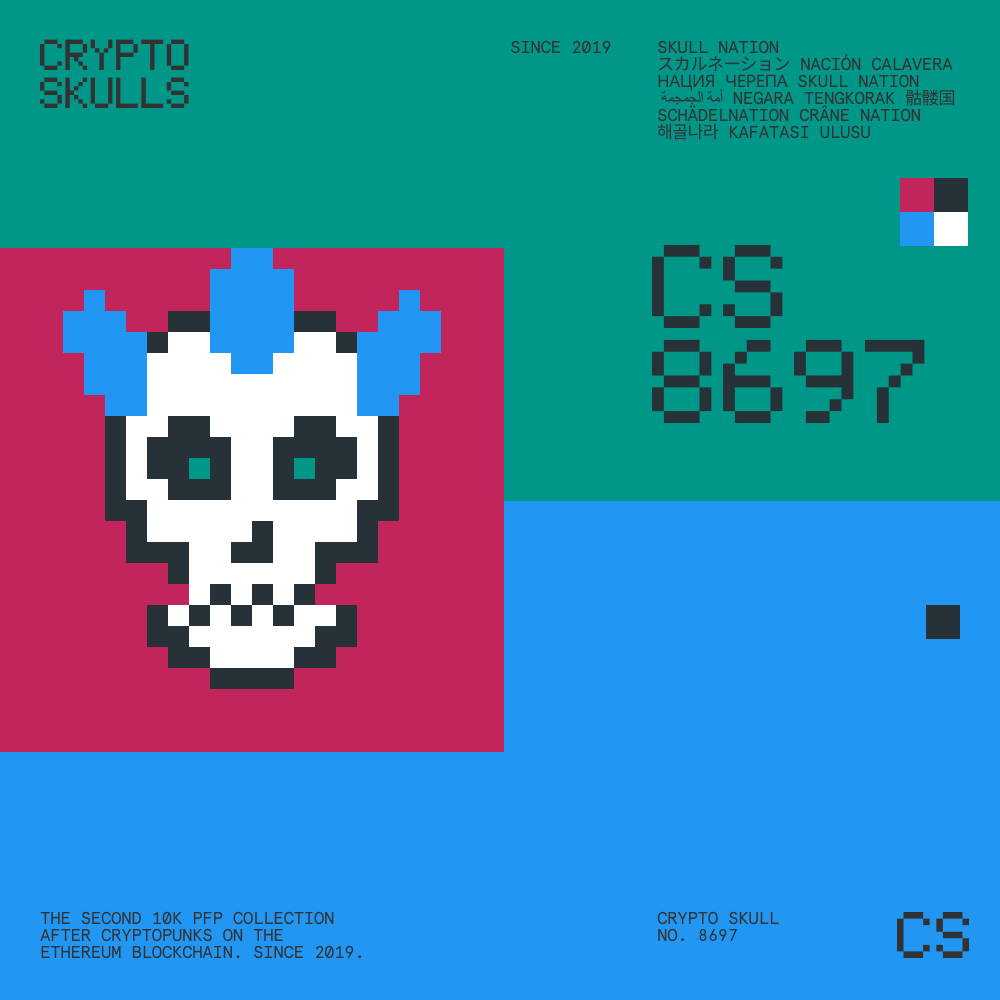 CRYPTO
SKULLS
SINCE 2019
SKULL NATION
スカルネーション NACIÓN CALAVERA
НАЦИЯ ЧЕРЕПА SKULL NATION
أمة الجمجمة NEGARA TENGKORAK 骷髅国
SCHÄDELNATION CRÂNE NATION
해골나라 KAFATASI ULUSU
CS
8697
THE SECOND 10K PFP COLLECTION
AFTER CRYPTOPUNKS ON THE
ETHEREUM BLOCKCHAIN. SINCE 2019.
CRYPTO SKULL
NO. 8697
CS